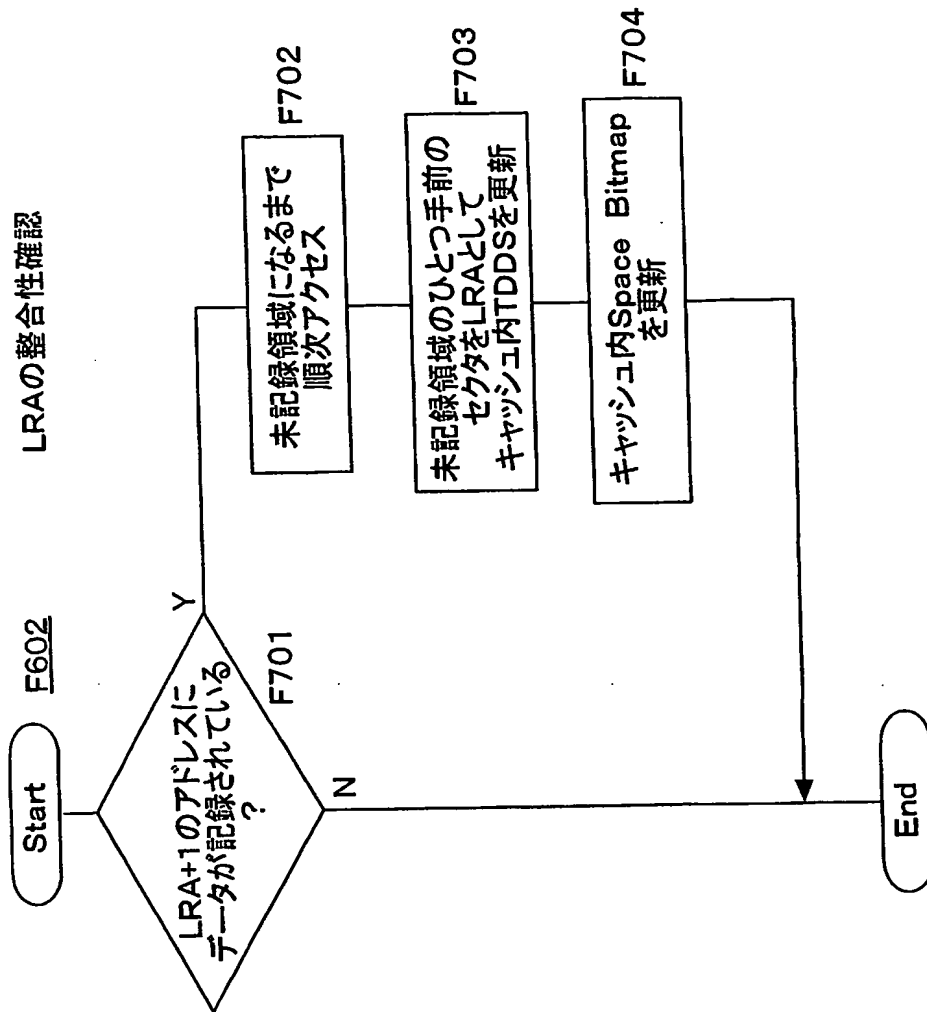 LRAの整合性確認
F602
Start
LRA+1のアドレスに
データが記録されている
?
F701
Y
N
未記録領域になるまで
順次アクセス
F702
未記録領域のひとつ手前の
セクタをLRAとして
キャッシュ内TDDSを更新
F703
キャッシュ内Space Bitmap
を更新
F704
End